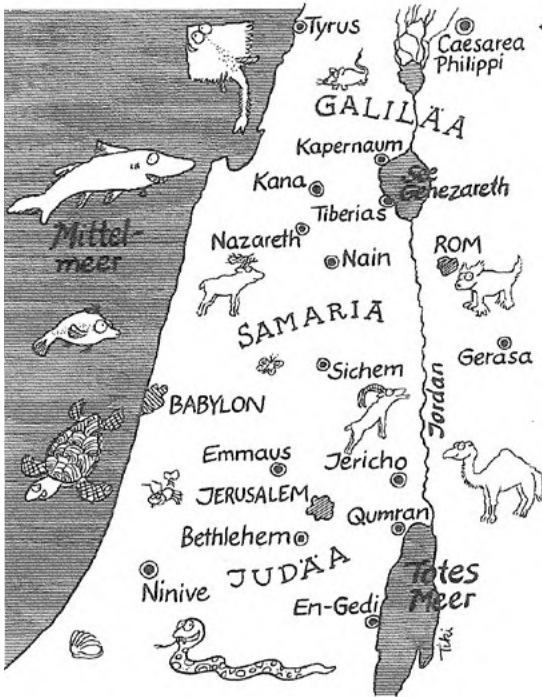 Tyrus
Caesarea
Philippi
GALILÄA
Kapernaum
See
Genezareth
Kana
Tiberias
Mittel-
meer
Nazareth
Nain
ROM
SAMARIA
Gerasa
Sichem
Jordan
BABYLON
Emmaus
Jericho
JERUSALEM
Qumran
Bethlehem
JUDÄA
Totes
Meer
Ninive
En-Gedi
Tiki